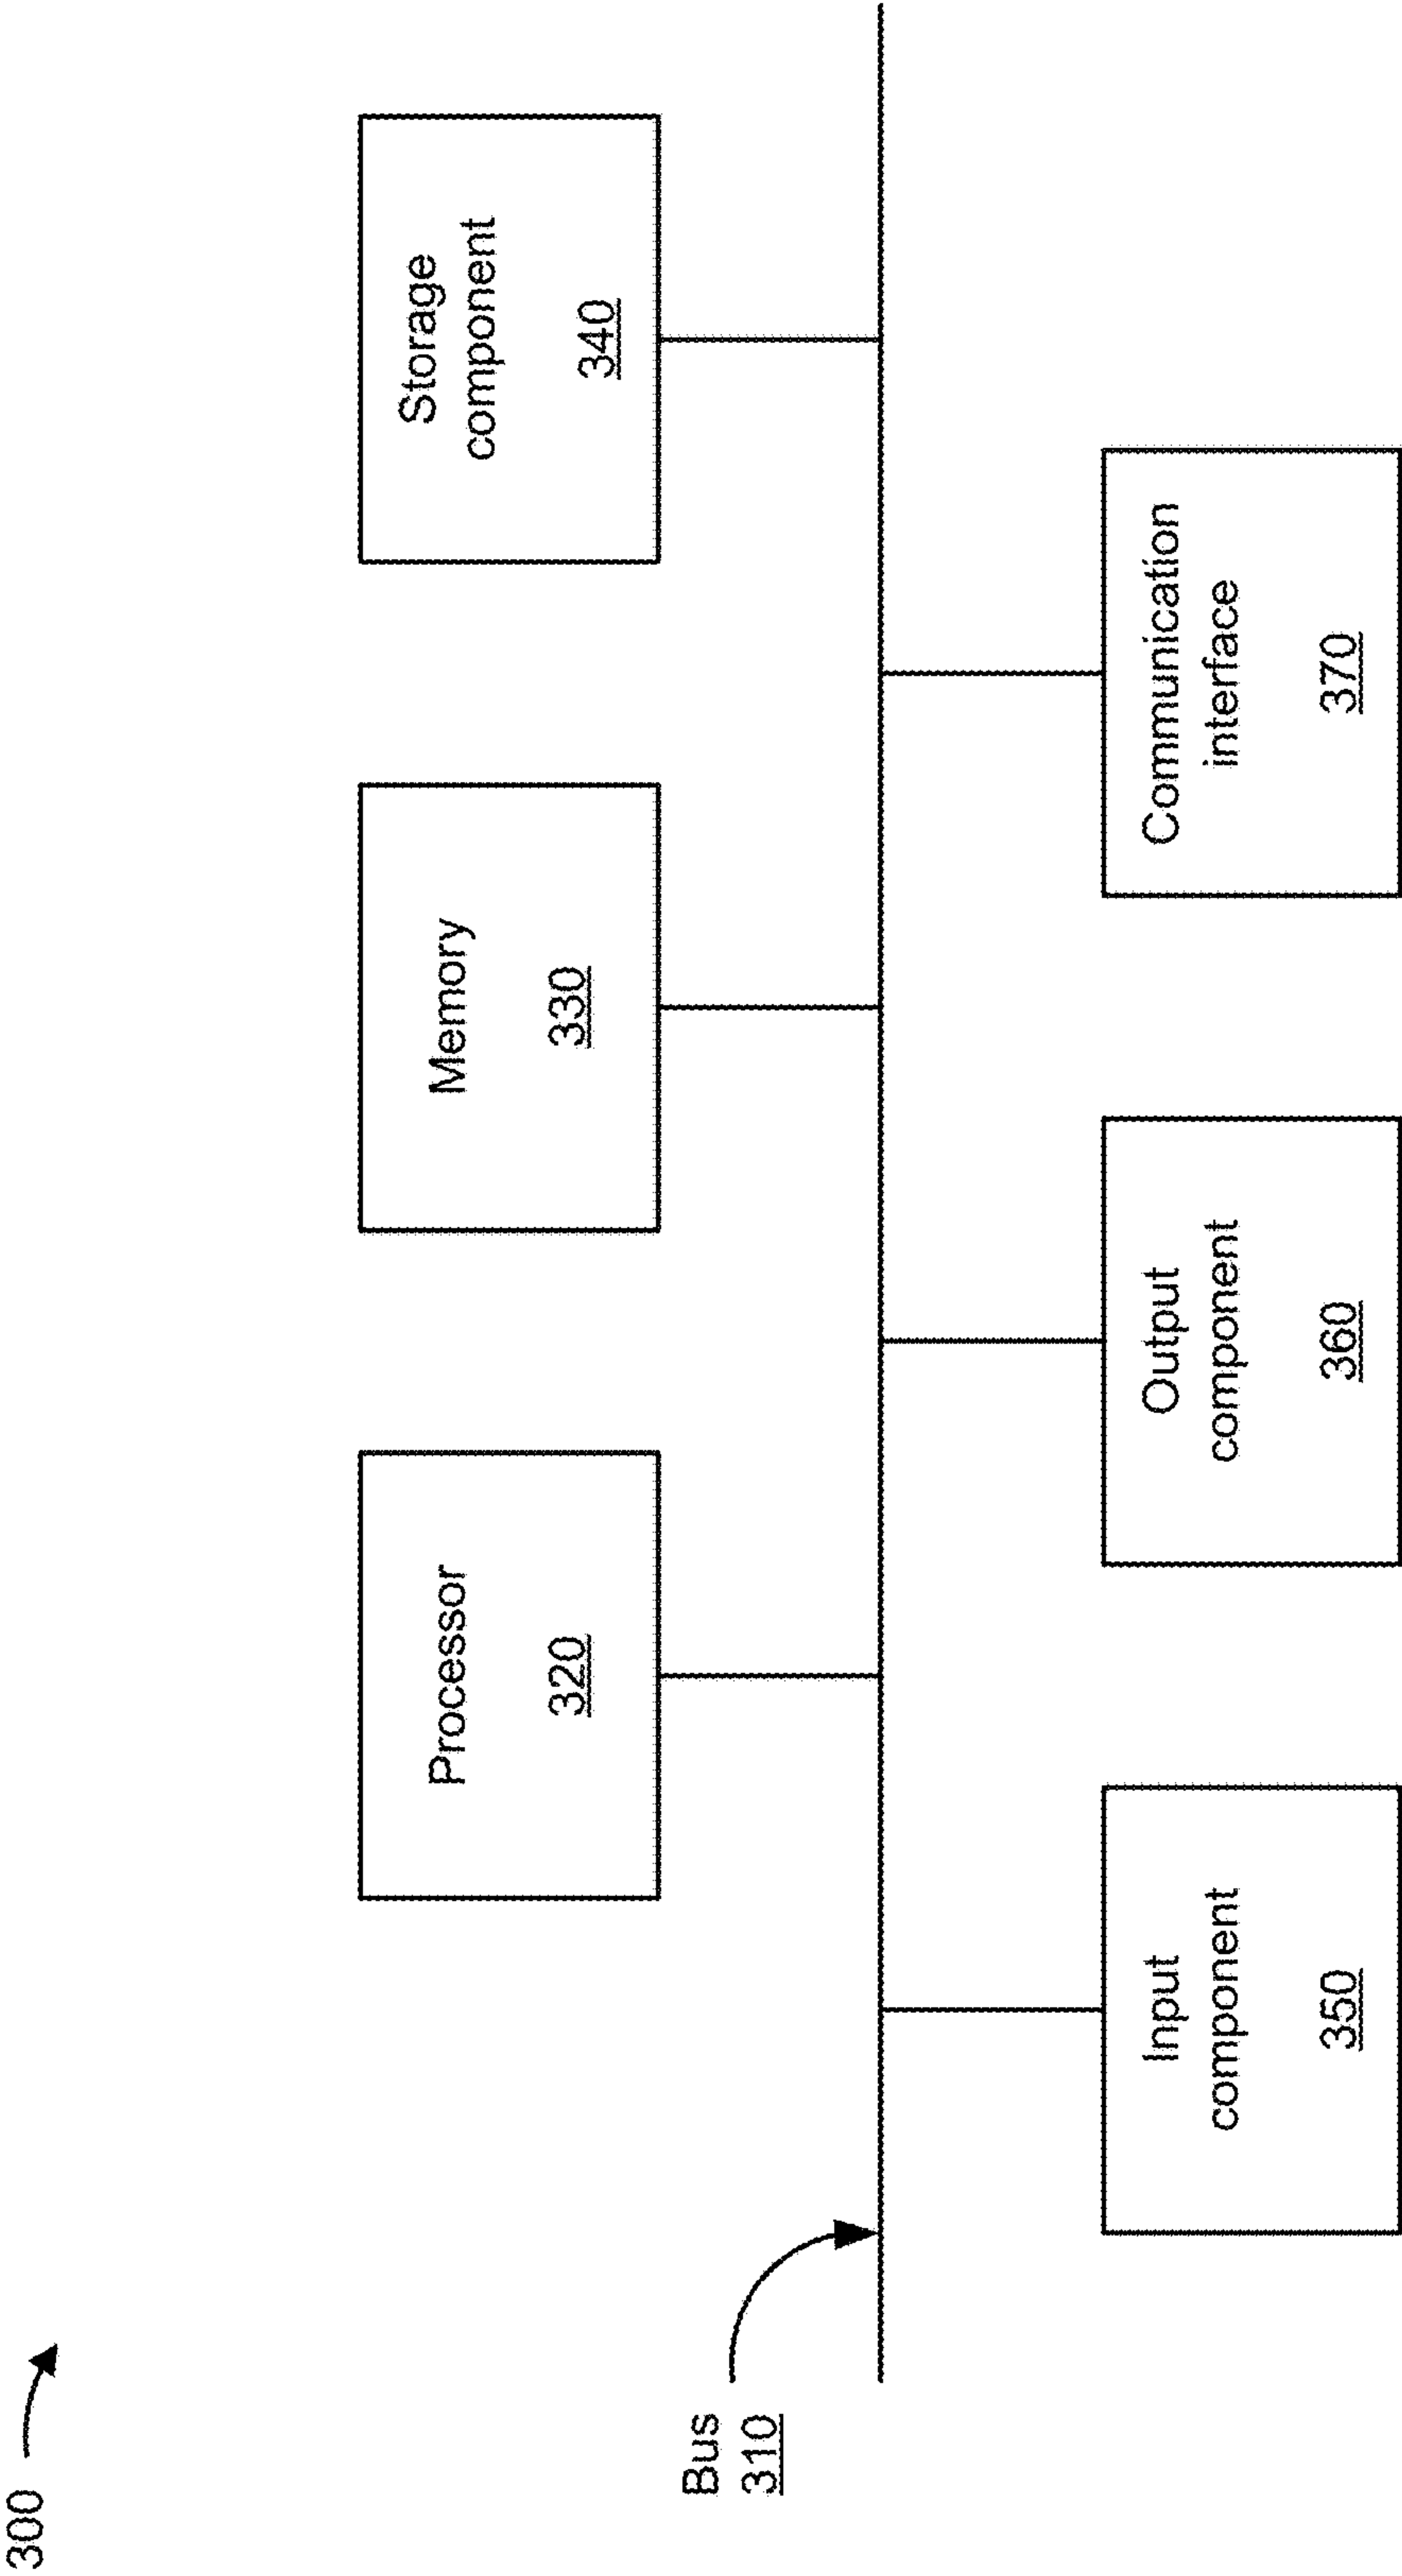 300
Processor
320
Memory
330
Storage
component
340
Bus
310
Input
component
350
Output
component
360
Communication
interface
370